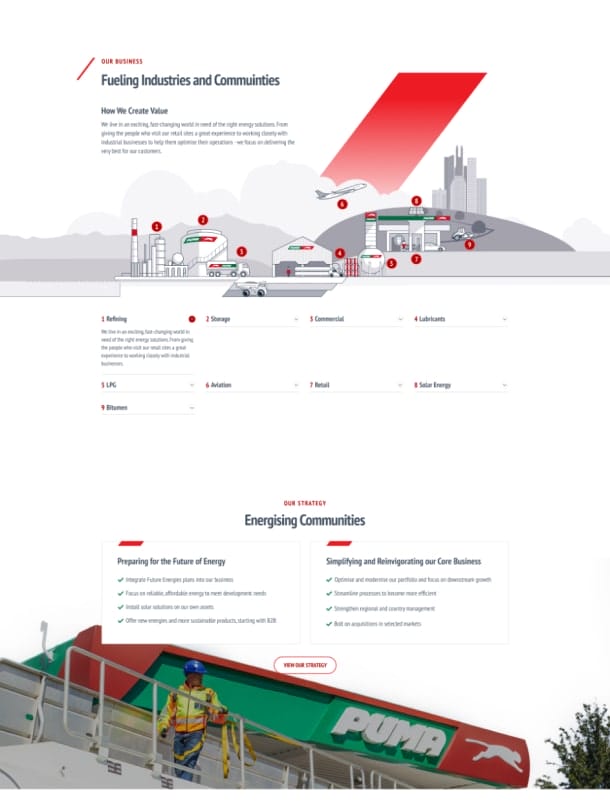 OUR BUSINESS
Fueling Industries and Commuinties
How We Create Value
We live in an exciting, fast-changing world in need of the right energy solutions. From
giving the people who visit our retail sites a great experience to working closely with
industrial businesses to help them optimise their operations - we focus on delivering the
very best for our customers.
6
8
1
2
9
3
4
5
7
1 Refining
2 Storage
3 Commercial
4 Lubricants
We live in an exciting, fast-changing world in
need of the right energy solutions. From giving
the people who visit our retail sites a great
experience to working closely with industrial
businesses.
5 LPG
6 Aviation
7 Retail
8 Solar Energy
9 Bitumen
OUR STRATEGY
Energising Communities
Preparing for the Future of Energy
Integrate Future Energies plans into our business
Focus on reliable, affordable energy to meet development needs
Install solar solutions on our own assets
Offer new energies and more sustainable products, starting with B2B
Simplifying and Reinvigorating our Core Business
Optimise and modernise our portfolio and focus on downstream growth
Streamline processes to become more efficient
Strengthen regional and country management
Bolt on acquisitions in selected markets
VIEW OUR STRATEGY
PUMA